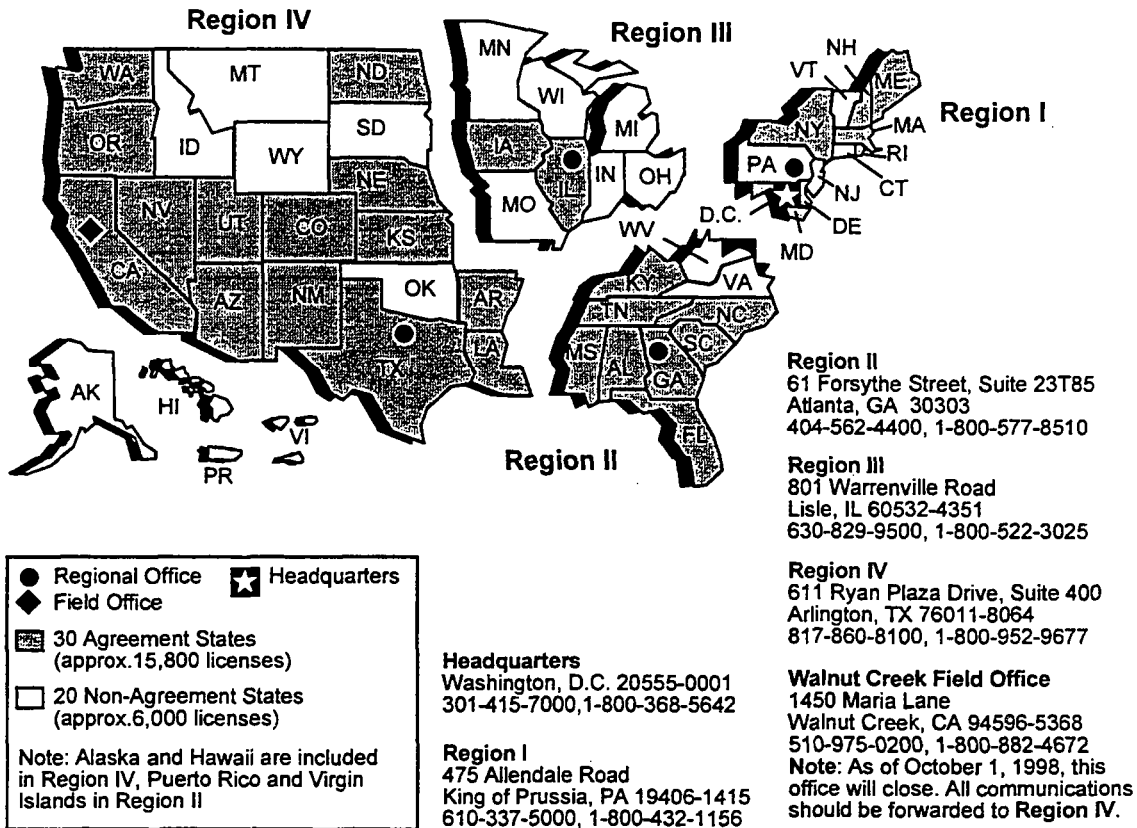 Region IV
Region III
Region I
WA
MT
ND
MN
NH
VT
ME
OR
ID
SD
WI
MI
NY
MA
WY
IA
PA
RI
NE
IL
IN
OH
NJ
CT
NV
UT
CO
KS
MO
D.C.
DE
WV
MD
CA
KY
VA
AZ
NM
OK
AR
TN
NC
TX
LA
MS
AL
GA
SC
AK
HI
VI
PR
FL
Region II
Region II
61 Forsythe Street, Suite 23T85
Atlanta, GA 30303
404-562-4400, 1-800-577-8510
Region III
801 Warrenville Road
Lisle, IL 60532-4351
630-829-9500, 1-800-522-3025
Region IV
611 Ryan Plaza Drive, Suite 400
Arlington, TX 76011-8064
817-860-8100, 1-800-952-9677
Walnut Creek Field Office
1450 Maria Lane
Walnut Creek, CA 94596-5368
510-975-0200, 1-800-882-4672
Note: As of October 1, 1998, this
office will close. All communications
should be forwarded to Region IV.
Regional Office
Headquarters
Field Office
30 Agreement States
(approx.15,800 licenses)
20 Non-Agreement States
(approx.6,000 licenses)
Note: Alaska and Hawaii are included
in Region IV, Puerto Rico and Virgin
Islands in Region II
Headquarters
Washington, D.C. 20555-0001
301-415-7000,1-800-368-5642
Region I
475 Allendale Road
King of Prussia, PA 19406-1415
610-337-5000, 1-800-432-1156